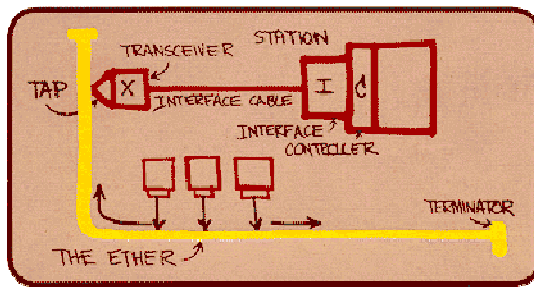 STATION
TRANSCEIVER
TAP
X
I
C
INTERFACE CABLE
INTERFACE
CONTROLLER
TERMINATOR
THE ETHER